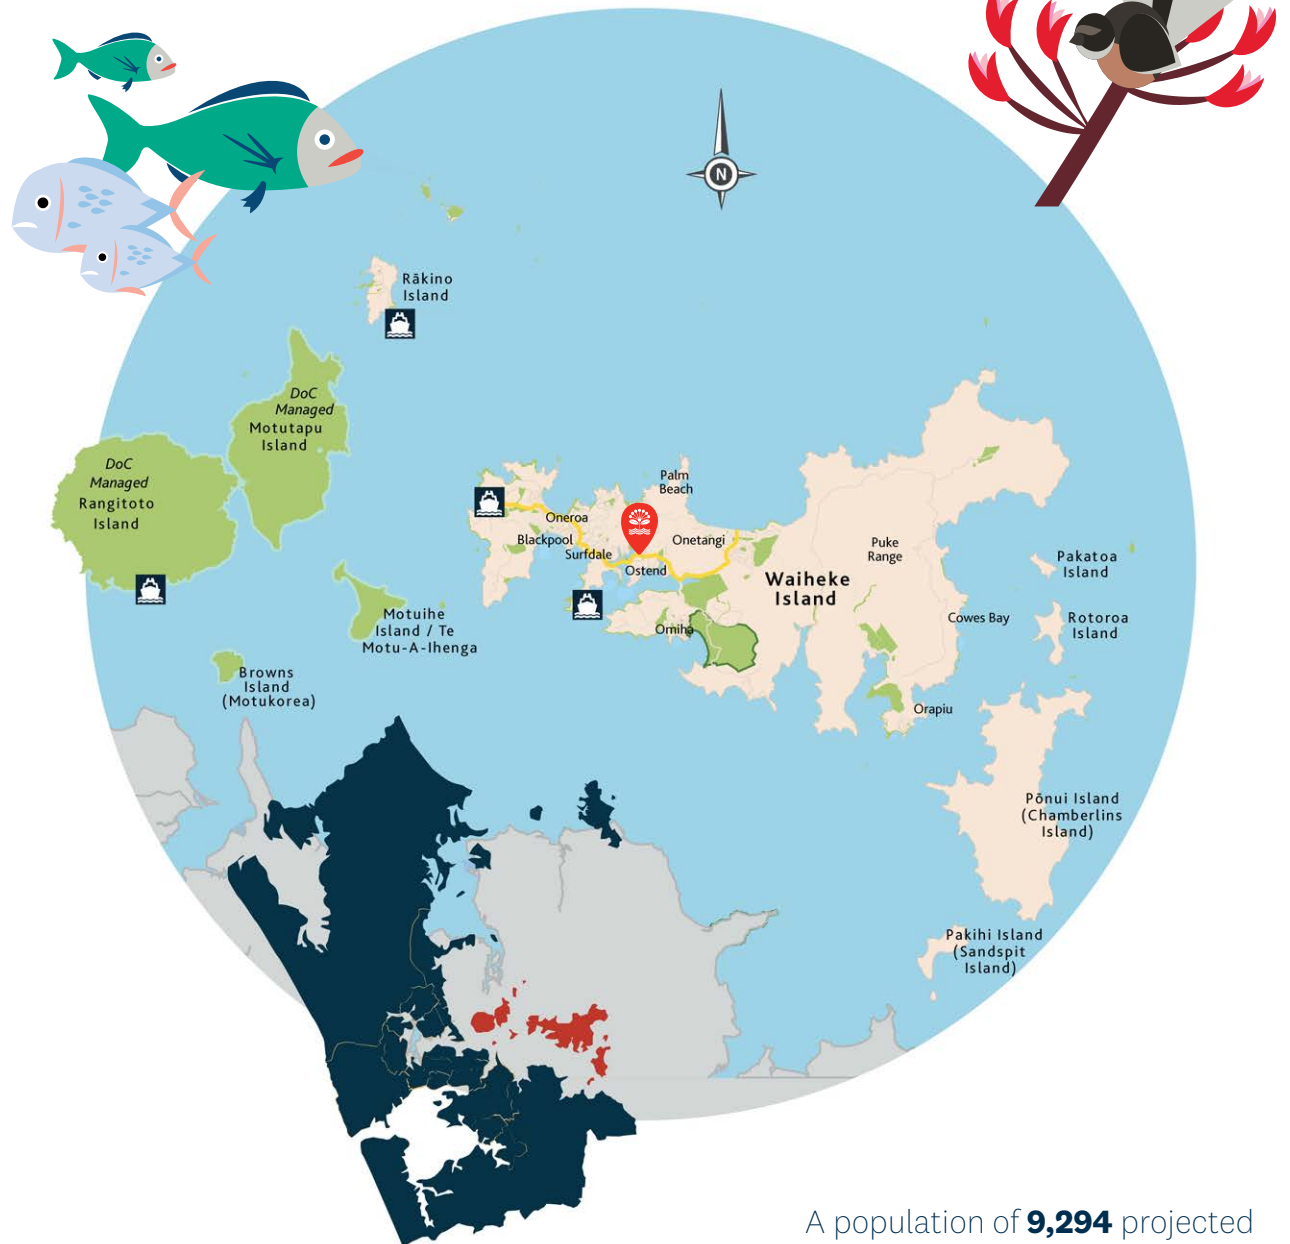 N
Rākino
Island
DoC
Managed
Motutapu
Island
DoC
Managed
Rangitoto
Island
Palm
Beach
Oneroa
Blackpool
Surfdale
Onetangi
Ostend
Puke
Range
Waiheke
Island
Pakatoa
Island
Cowes Bay
Rotoroa
Island
Omiha
Motuihe
Island / Te
Motu-A-Ihenga
Browns
Island
(Motukorea)
Orapiu
Pōnui Island
(Chamberlins
Island)
Pakihi Island
(Sandspit
Island)
A population of 9,294 projected